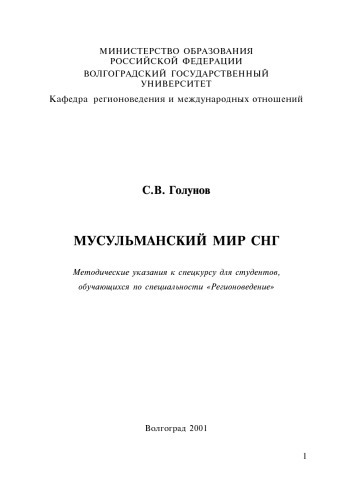 МИНИСТЕРСТВО ОБРАЗОВАНИЯ
РОССИЙСКОЙ ФЕДЕРАЦИИ
ВОЛГОГРАДСКИЙ ГОСУДАРСТВЕННЫЙ
УНИВЕРСИТЕТ
Кафедра регионоведения и международных отношений
С.В. Голунов
МУСУЛЬМАНСКИЙ МИР СНГ
Методические указания к спецкурсу для студентов,
обучающихся по специальности «Регионоведение»
Волгоград 2001
1